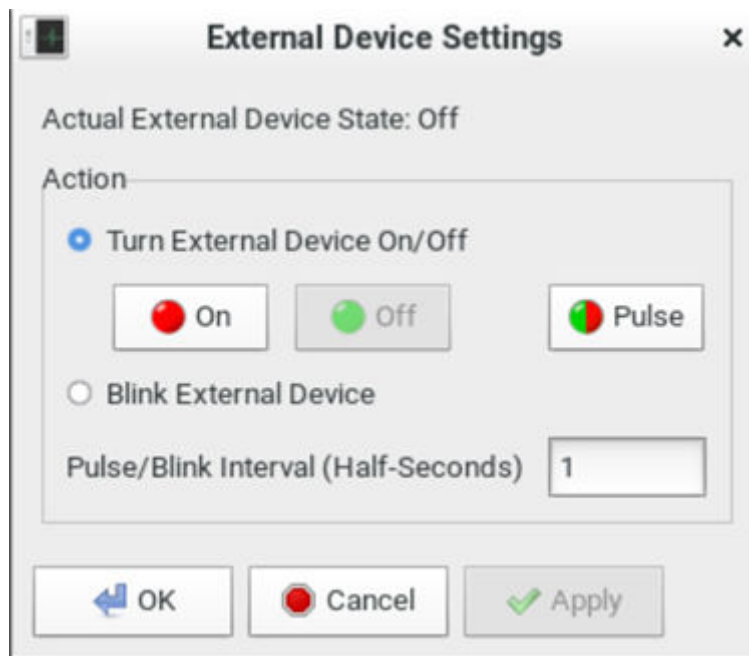 External Device Settings
Actual External Device State: Off
Action
Turn External Device On/Off
On Off Pulse
Blink External Device
Pulse/Blink Interval (Half-Seconds) 1
OK Cancel Apply